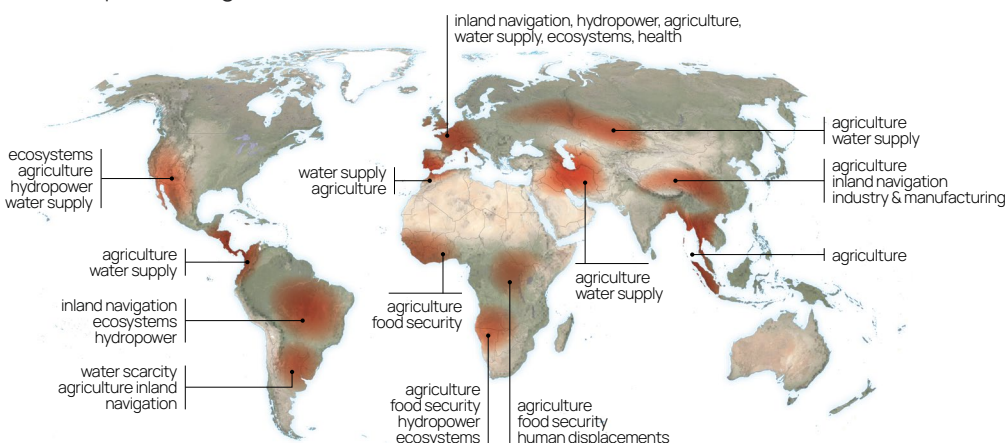 inland navigation, hydropower, agriculture,
water supply, ecosystems, health
agriculture
water supply
ecosystems
agriculture
hydropower
water supply
water supply
agriculture
agriculture
inland navigation
industry & manufacturing
agriculture
water supply
agriculture
agriculture
water supply
inland navigation
ecosystems
hydropower
agriculture
food security
water scarcity
agriculture inland
navigation
agriculture
food security
hydropower
ecosystems
agriculture
food security
human displacements